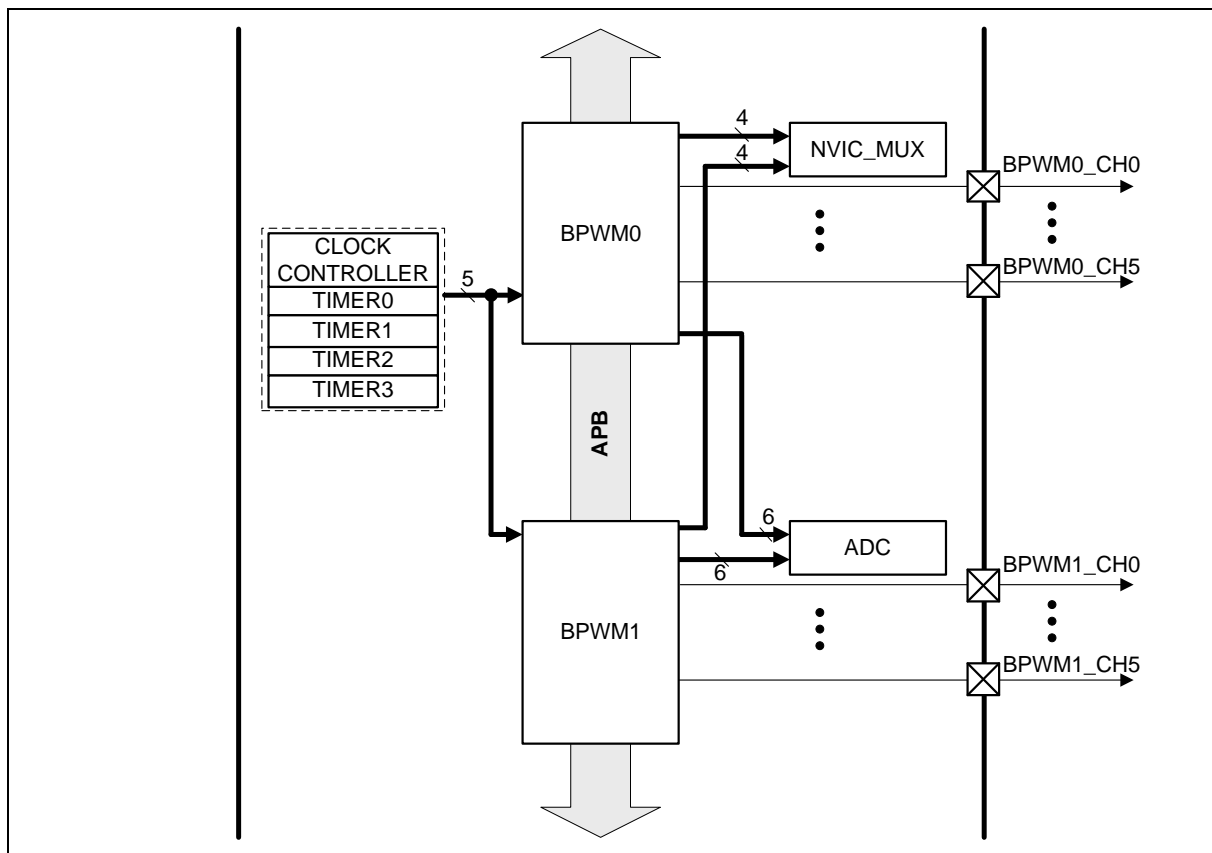 4
NVIC_MUX
4
BPWM0_CH0
BPWM0
CLOCK
CONTROLLER
TIMER0
TIMER1
TIMER2
TIMER3
5
BPWM0_CH5
APB
6
ADC
6
BPWM1_CH0
BPWM1
BPWM1_CH5